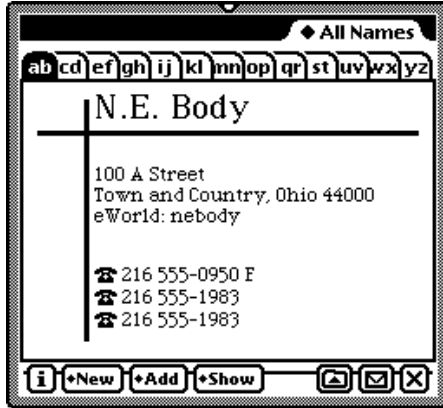 ◆ All Names
ab cd ef gh ij kl mn op qr st uv wx yz
N.E. Body
100 A Street
Town and Country, Ohio 44000
eWorld: nebody
☎ 216 555-0950 F
☎ 216 555-1983
☎ 216 555-1983
i ◆New ◆Add ◆Show X